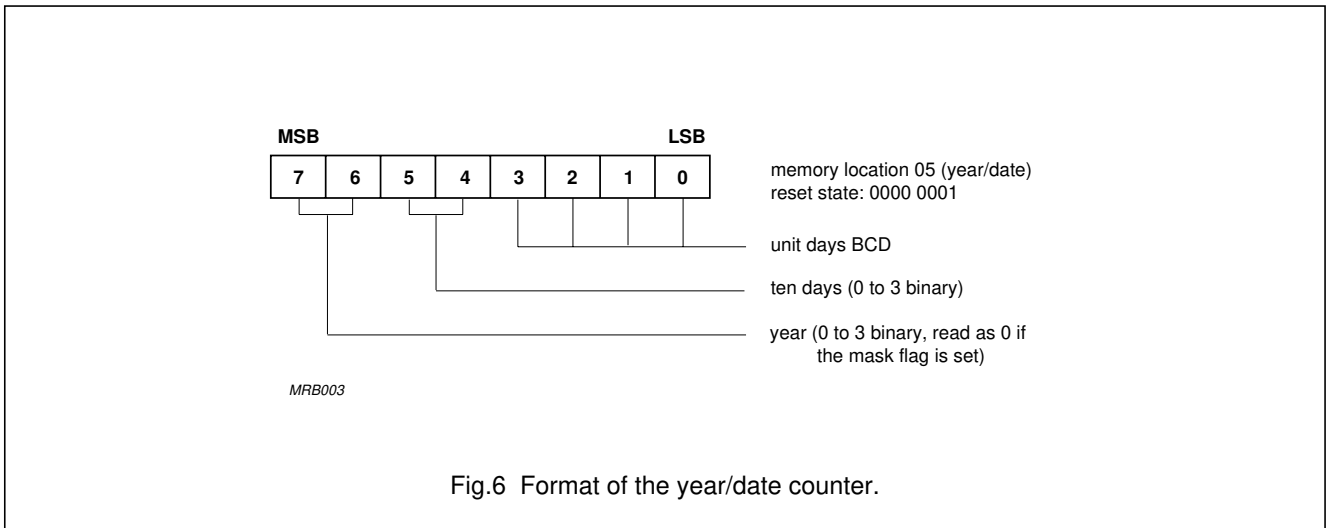 MSB LSB
7 6 5 4 3 2 1 0
memory location 05 (year/date)
reset state: 0000 0001
unit days BCD
ten days (0 to 3 binary)
year (0 to 3 binary, read as 0 if
the mask flag is set)
MRB003
Fig.6 Format of the year/date counter.